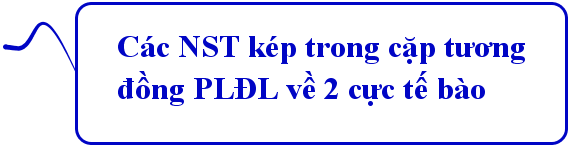 Các NST kép trong cặp tương
đồng PLĐL về 2 cực tế bào